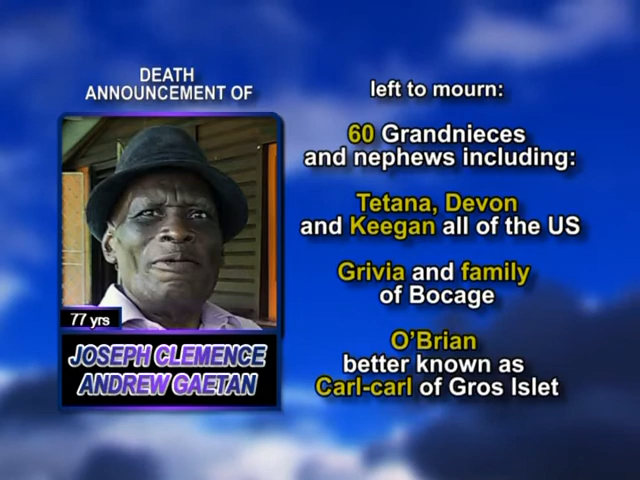 DEATH
ANNOUNCEMENT OF
77 yrs
JOSEPH CLEMENCE
ANDREW GAETAN
left to mourn:
60 Grandnieces
and nephews including:
Tetana, Devon
and Keegan all of the US
Grivia and family
of Bocage
O'Brian
better known as
Carl-carl of Gros Islet